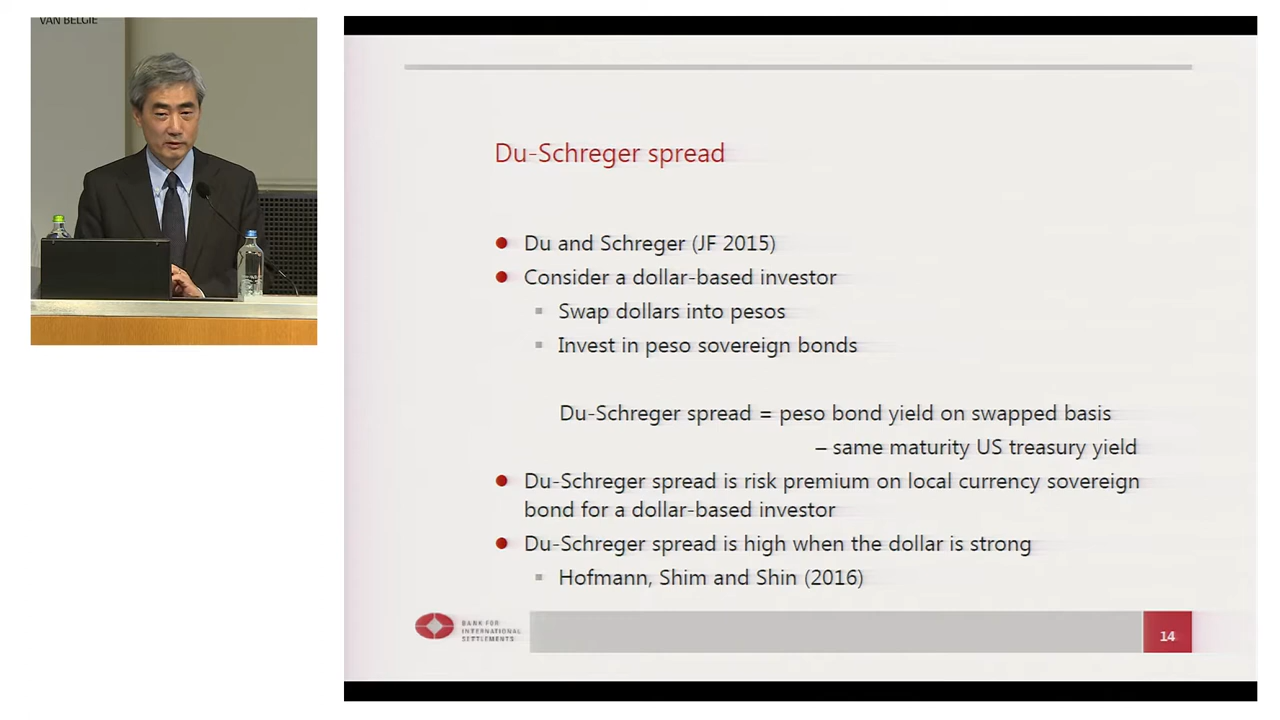 VAN BELGIE
Du-Schreger spread
Du and Schreger (JF 2015)
Consider a dollar-based investor
Swap dollars into pesos
Invest in peso sovereign bonds
Du-Schreger spread = peso bond yield on swapped basis
– same maturity US treasury yield
Du-Schreger spread is risk premium on local currency sovereign
bond for a dollar-based investor
Du-Schreger spread is high when the dollar is strong
Hofmann, Shim and Shin (2016)
BANK FOR
INTERNATIONAL
SETTLEMENTS
14